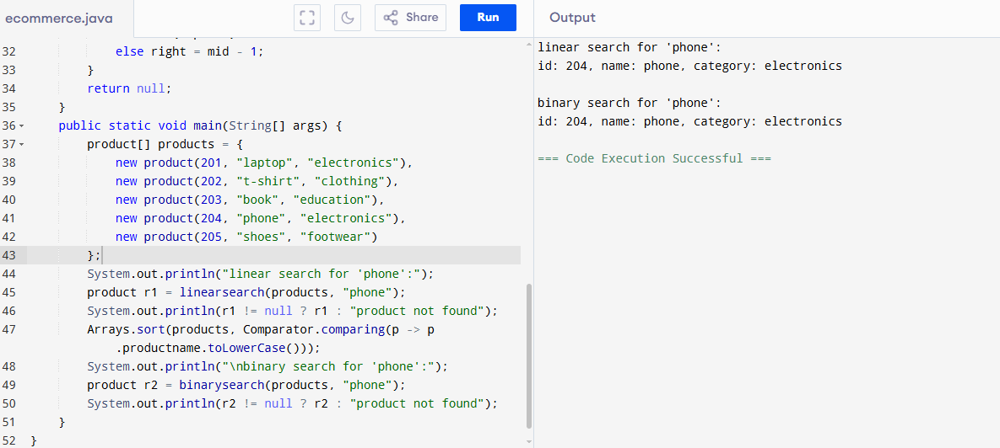 ecommerce.java
Share
Run
Output
32 else right = mid - 1;
33 }
34 return null;
35 }
36 public static void main(String[] args) {
37 product[] products = {
38 new product(201, "laptop", "electronics"),
39 new product(202, "t-shirt", "clothing"),
40 new product(203, "book", "education"),
41 new product(204, "phone", "electronics"),
42 new product(205, "shoes", "footwear")
43 };
44 System.out.println("linear search for 'phone':");
45 product r1 = linearsearch(products, "phone");
46 System.out.println(r1 != null ? r1 : "product not found");
47 Arrays.sort(products, Comparator.comparing(p -> p
.productname.toLowerCase()));
48 System.out.println("\nbinary search for 'phone':");
49 product r2 = binarysearch(products, "phone");
50 System.out.println(r2 != null ? r2 : "product not found");
51 }
52 }
linear search for 'phone':
id: 204, name: phone, category: electronics
binary search for 'phone':
id: 204, name: phone, category: electronics
=== Code Execution Successful ===